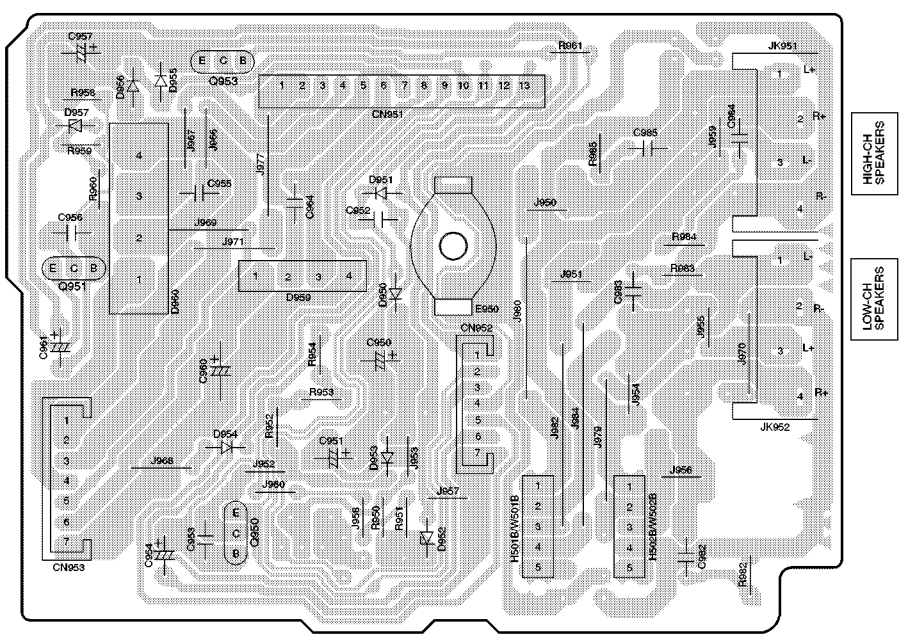 C957
E C B
Q953
D956
D955
R958
D957
R959
R960
4
3
2
1
D960
J967
J966
J977
C955
C964
C956
J969
J971
E C B
Q951
1 2 3 4 5 6 7 8 9 10 11 12 13
CN951
R961
D951
C952
D950
1 2 3 4
D959
E950
C961
C960
R954
C950
R953
R952
CN952
1
2
3
4
5
6
7
C951
D953
J953
D954
J952
J960
J968
1
2
3
4
5
6
7
CN953
C954
C953
E
C
B
Q950
J958
R950
R951
D952
J957
R985
C985
J959
C984
J950
R984
R983
J951
C983
J955
J970
J980
J954
J982
J984
J979
J956
1
2
3
4
5
H501B/W501B
1
2
3
4
5
H502B/W502B
C982
R982
JK951
1 L+
2 R+
3 L-
4 R-
HIGH-CH
SPEAKERS
1 L-
2 R-
3 L+
4 R+
JK952
LOW-CH
SPEAKERS